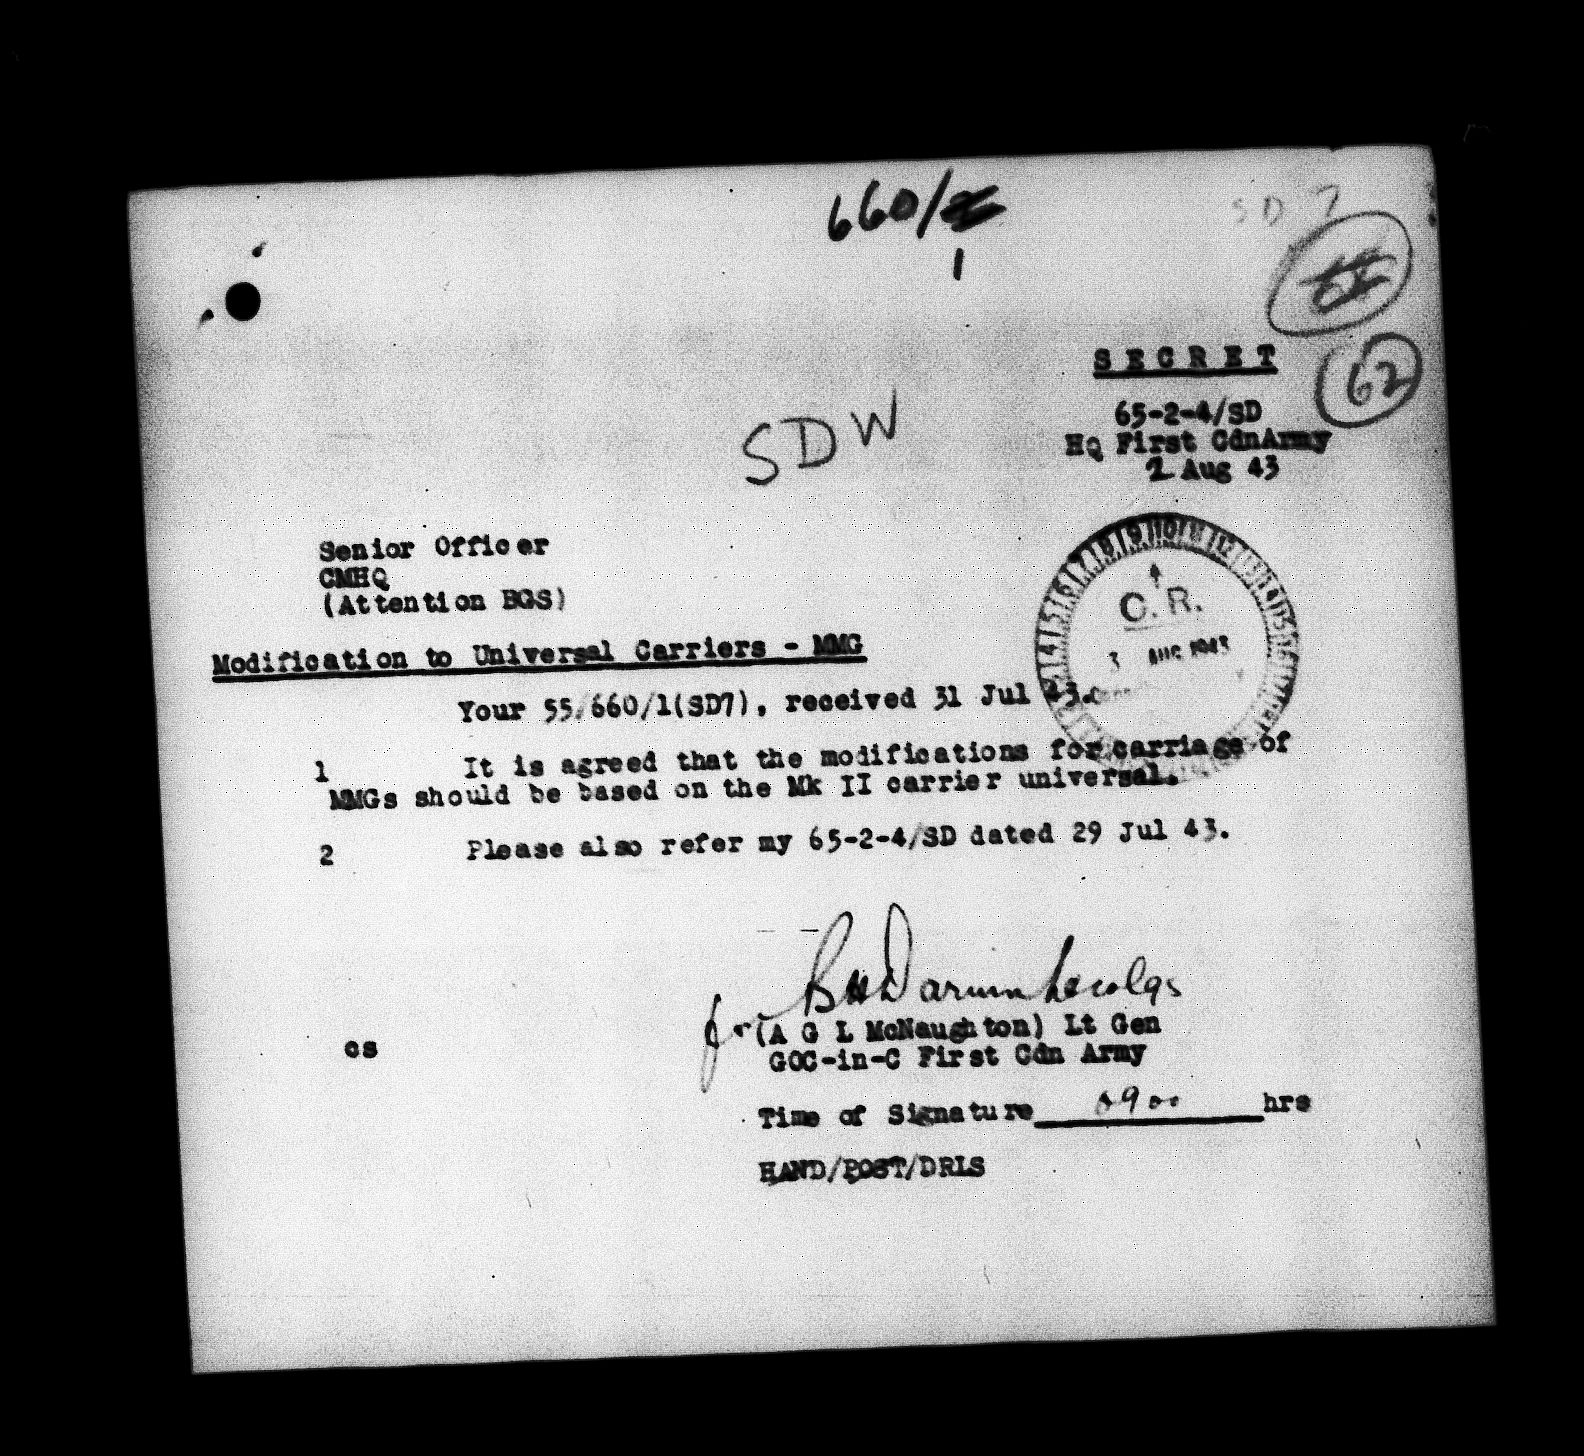 660/
1
SD 7
62
S E C R E T
65-2-4/SD
HQ First CdnArmy
2 Aug 43
SDW
Senior Officer
CMHQ
(Attention BGS)
C. R.
3 AUG 1943
Modification to Universal Carriers - MMG
Your 55/660/1(SD7), received 31 Jul 43.
1 It is agreed that the modifications for carriage of
MMGs should be based on the Mk II carrier universal.
2 Please also refer my 65-2-4/SD dated 29 Jul 43.
for
(A G L McNaughton) Lt Gen
GOC-in-C First Cdn Army
cs
Time of Signature 0900 hrs
HAND/POST/DRLS